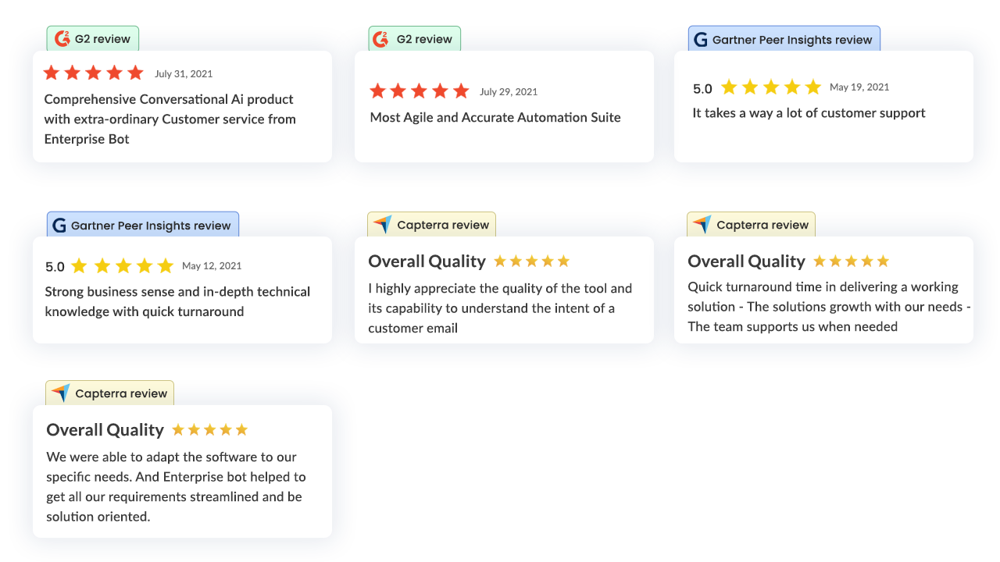 G2 review
July 31, 2021
Comprehensive Conversational Ai product
with extra-ordinary Customer service from
Enterprise Bot
G2 review
July 29, 2021
Most Agile and Accurate Automation Suite
Gartner Peer Insights review
5.0 May 19, 2021
It takes a way a lot of customer support
Gartner Peer Insights review
5.0 May 12, 2021
Strong business sense and in-depth technical
knowledge with quick turnaround
Capterra review
Overall Quality
I highly appreciate the quality of the tool and
its capability to understand the intent of a
customer email
Capterra review
Overall Quality
Quick turnaround time in delivering a working
solution - The solutions growth with our needs -
The team supports us when needed
Capterra review
Overall Quality
We were able to adapt the software to our
specific needs. And Enterprise bot helped to
get all our requirements streamlined and be
solution oriented.